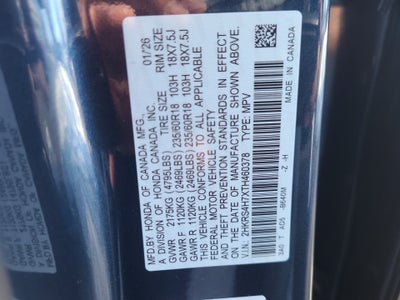 MFD.BY HONDA OF CANADA MFG.,
A DIVISION OF HONDA CANADA INC. 01/26
TIRE SIZE RIM SIZE
GVWR 2175KG (4796LBS)
GAWR F 1120KG (2469LBS) 235/60R18 103H 18X7.5J
GAWR R 1120KG (2469LBS) 235/60R18 103H 18X7.5J
THIS VEHICLE CONFORMS TO ALL APPLICABLE
FEDERAL MOTOR VEHICLE SAFETY
AND THEFT PREVENTION STANDARDS IN EFFECT
ON THE DATE OF MANUFACTURE SHOWN ABOVE.
V.I.N.: 2HKRS4H7XTH460378 TYPE: MPV
3A0 -B640M -Z -H
MADE IN CANADA